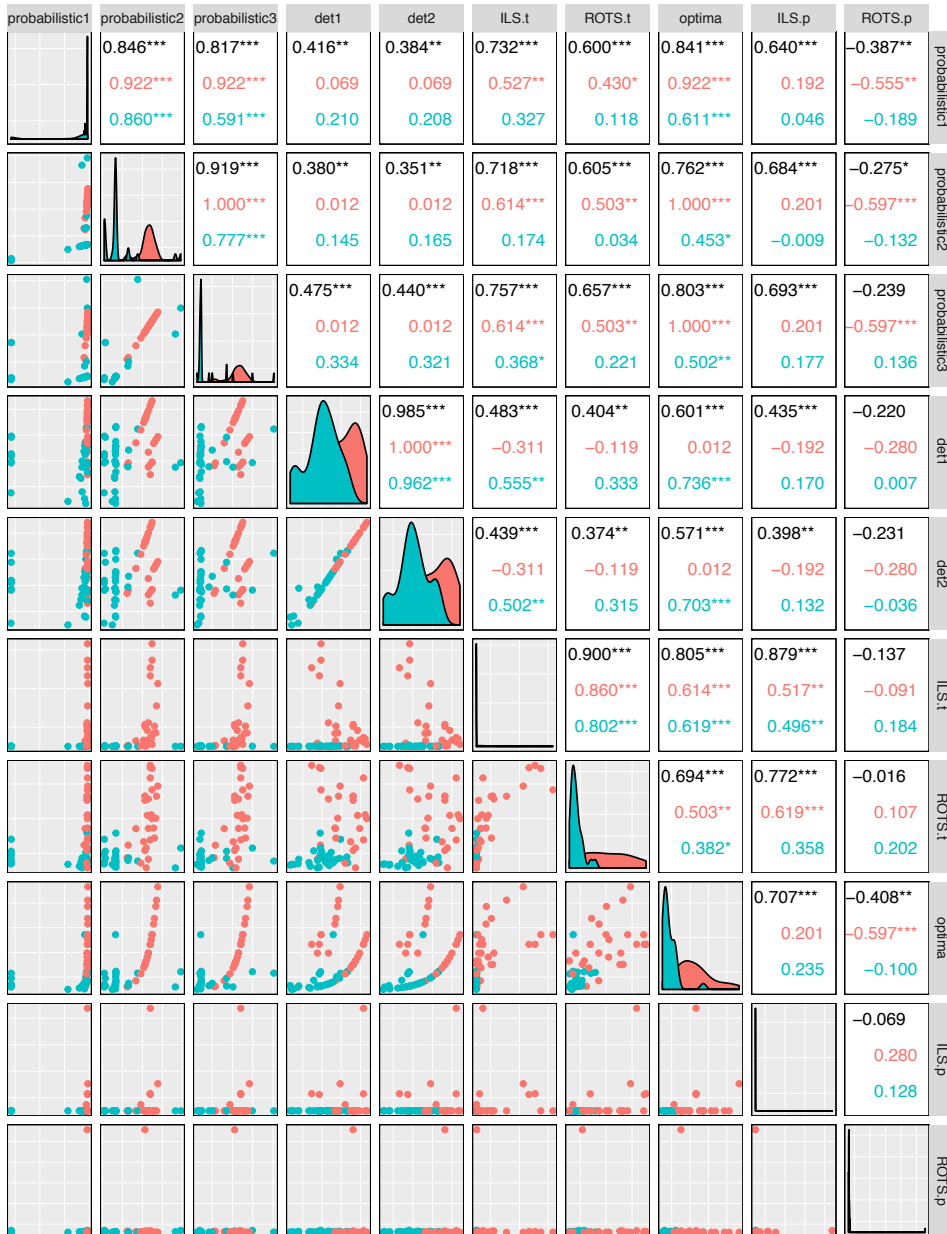 probabilistic1 probabilistic2 probabilistic3 det1 det2 ILS.t ROTS.t optima ILS.p ROTS.p
0.846*** 0.817*** 0.416** 0.384** 0.732*** 0.600*** 0.841*** 0.640*** −0.387** probabilistic1
0.922*** 0.922*** 0.069 0.069 0.527** 0.430* 0.922*** 0.192 −0.555**
0.860*** 0.591*** 0.210 0.208 0.327 0.118 0.611*** 0.046 −0.189
0.919*** 0.380** 0.351** 0.718*** 0.605*** 0.762*** 0.684*** −0.275* probabilistic2
1.000*** 0.012 0.012 0.614*** 0.503** 1.000*** 0.201 −0.597***
0.777*** 0.145 0.165 0.174 0.034 0.453* −0.009 −0.132
0.475*** 0.440*** 0.757*** 0.657*** 0.803*** 0.693*** −0.239 probabilistic3
0.012 0.012 0.614*** 0.503** 1.000*** 0.201 −0.597***
0.334 0.321 0.368* 0.221 0.502** 0.177 0.136
0.985*** 0.483*** 0.404** 0.601*** 0.435*** −0.220 det1
1.000*** −0.311 −0.119 0.012 −0.192 −0.280
0.962*** 0.555** 0.333 0.736*** 0.170 0.007
0.439*** 0.374** 0.571*** 0.398** −0.231 det2
−0.311 −0.119 0.012 −0.192 −0.280
0.502** 0.315 0.703*** 0.132 −0.036
0.900*** 0.805*** 0.879*** −0.137 ILS.t
0.860*** 0.614*** 0.517** −0.091
0.802*** 0.619*** 0.496** 0.184
0.694*** 0.772*** −0.016 ROTS.t
0.503** 0.619*** 0.107
0.382* 0.358 0.202
0.707*** −0.408** optima
0.201 −0.597***
0.235 −0.100
−0.069 ILS.p
0.280
0.128
ROTS.p